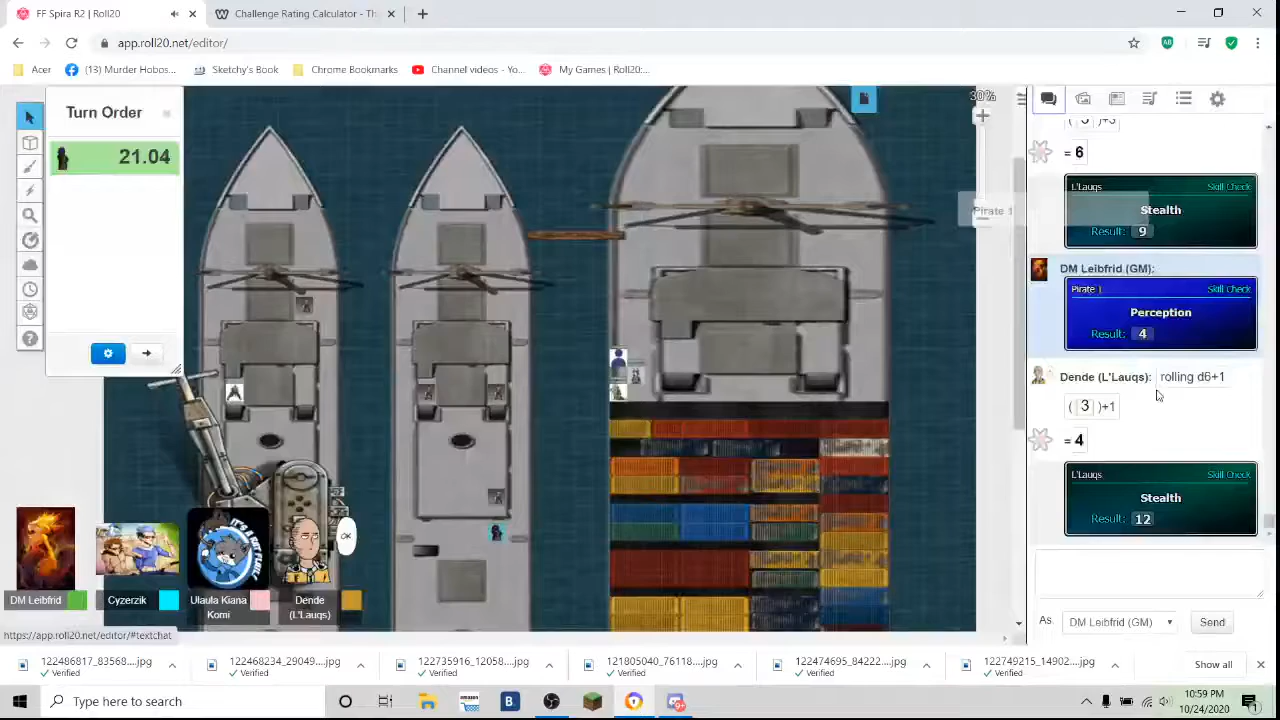 FF Spira R2 | Roll20
Challenge Rating Calculator - Th
app.roll20.net/editor/
Acer
(13) Murder Hobos...
Sketchy's Book
Chrome Bookmarks
Channel videos - Yo...
My Games | Roll20:...
Turn Order
21.04
30%
Pirate 1
= 6
L'Lauqs Skill Check
Stealth
Result: 9
DM Leibfrid (GM):
Pirate 1 Skill Check
Perception
Result: 4
Dende (L'Lauqs): rolling d6+1
( 3 )+1
= 4
L'Lauqs Skill Check
Stealth
Result: 12
As: DM Leibfrid (GM) Send
OK
DM Leibfrid
Cyzerzik
Ulaula Kiana Komi
Dende (L'Lauqs)
https://app.roll20.net/editor/#textchat
122486817_83568....jpg
Verified
122468234_29049....jpg
Verified
122735916_12058....jpg
Verified
121805040_76118....jpg
Verified
122474695_84222....jpg
Verified
122749215_14902....jpg
Verified
Show all
Type here to search
amazon
B.
10:59 PM
10/24/2020